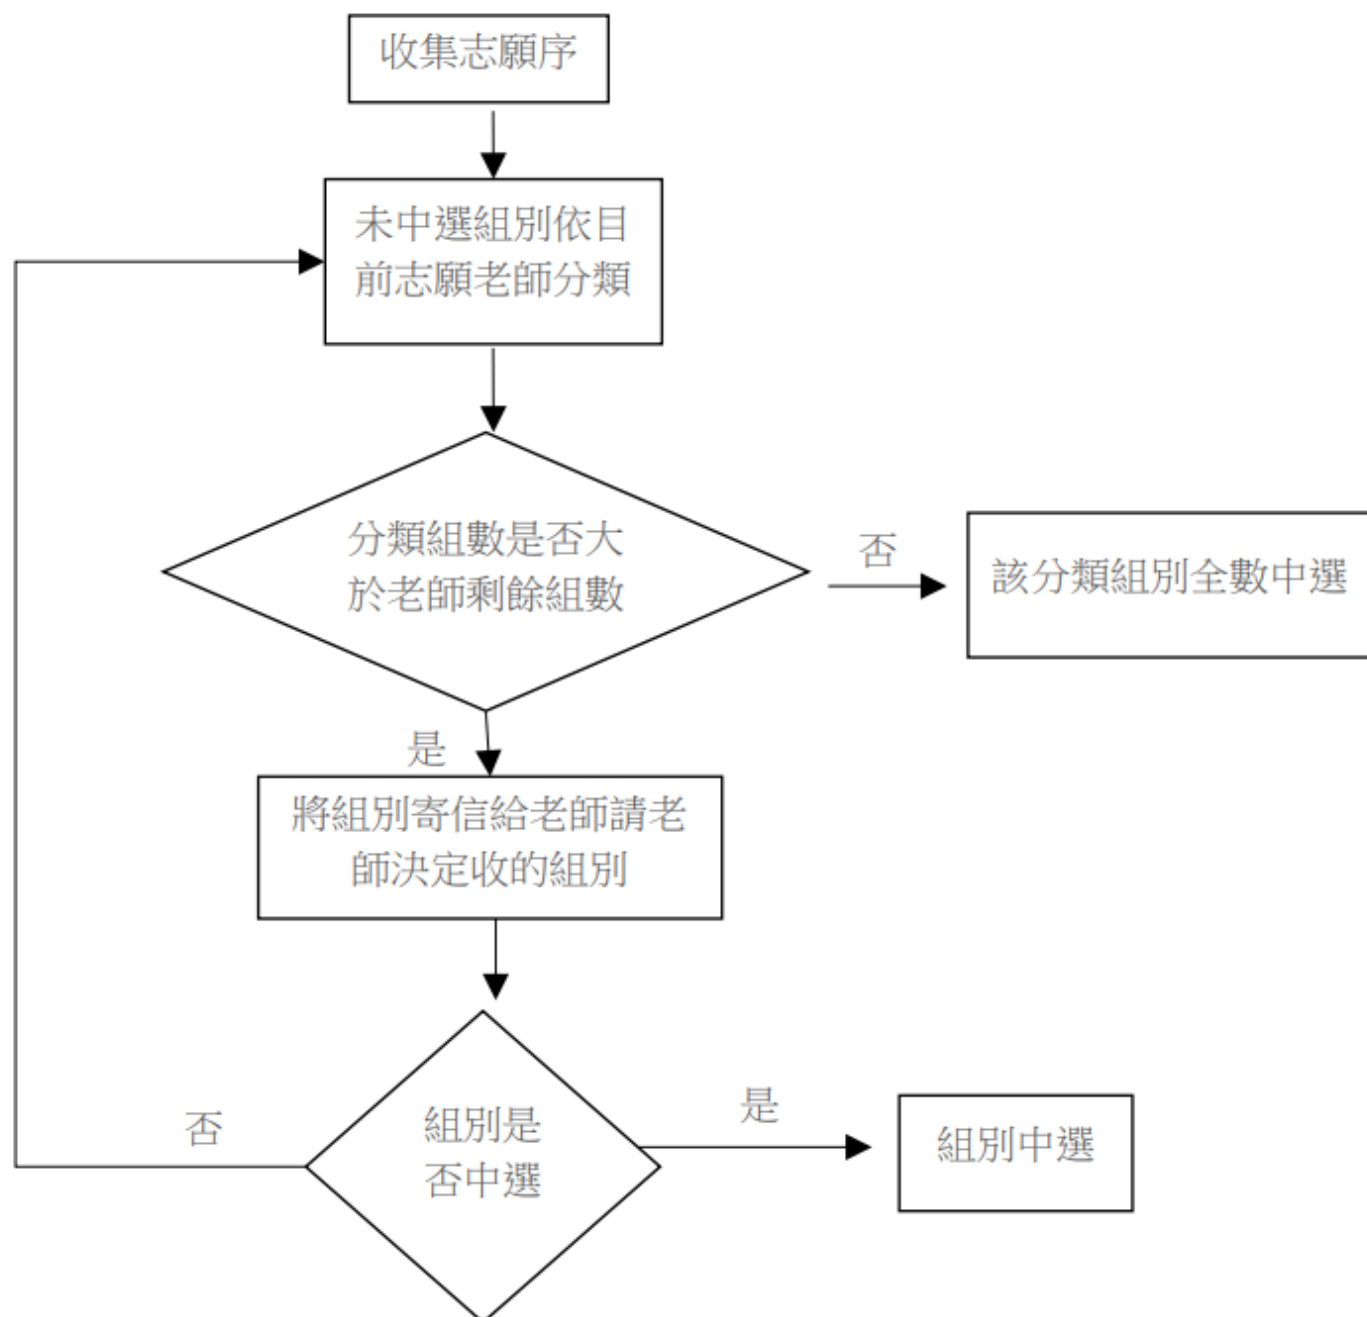 收集志願序
未中選組別依目
前志願老師分類
分類組數是否大
於老師剩餘組數
否
該分類組別全數中選
是
將組別寄信給老師請老
師決定收的組別
組別是
否中選
是
組別中選
否